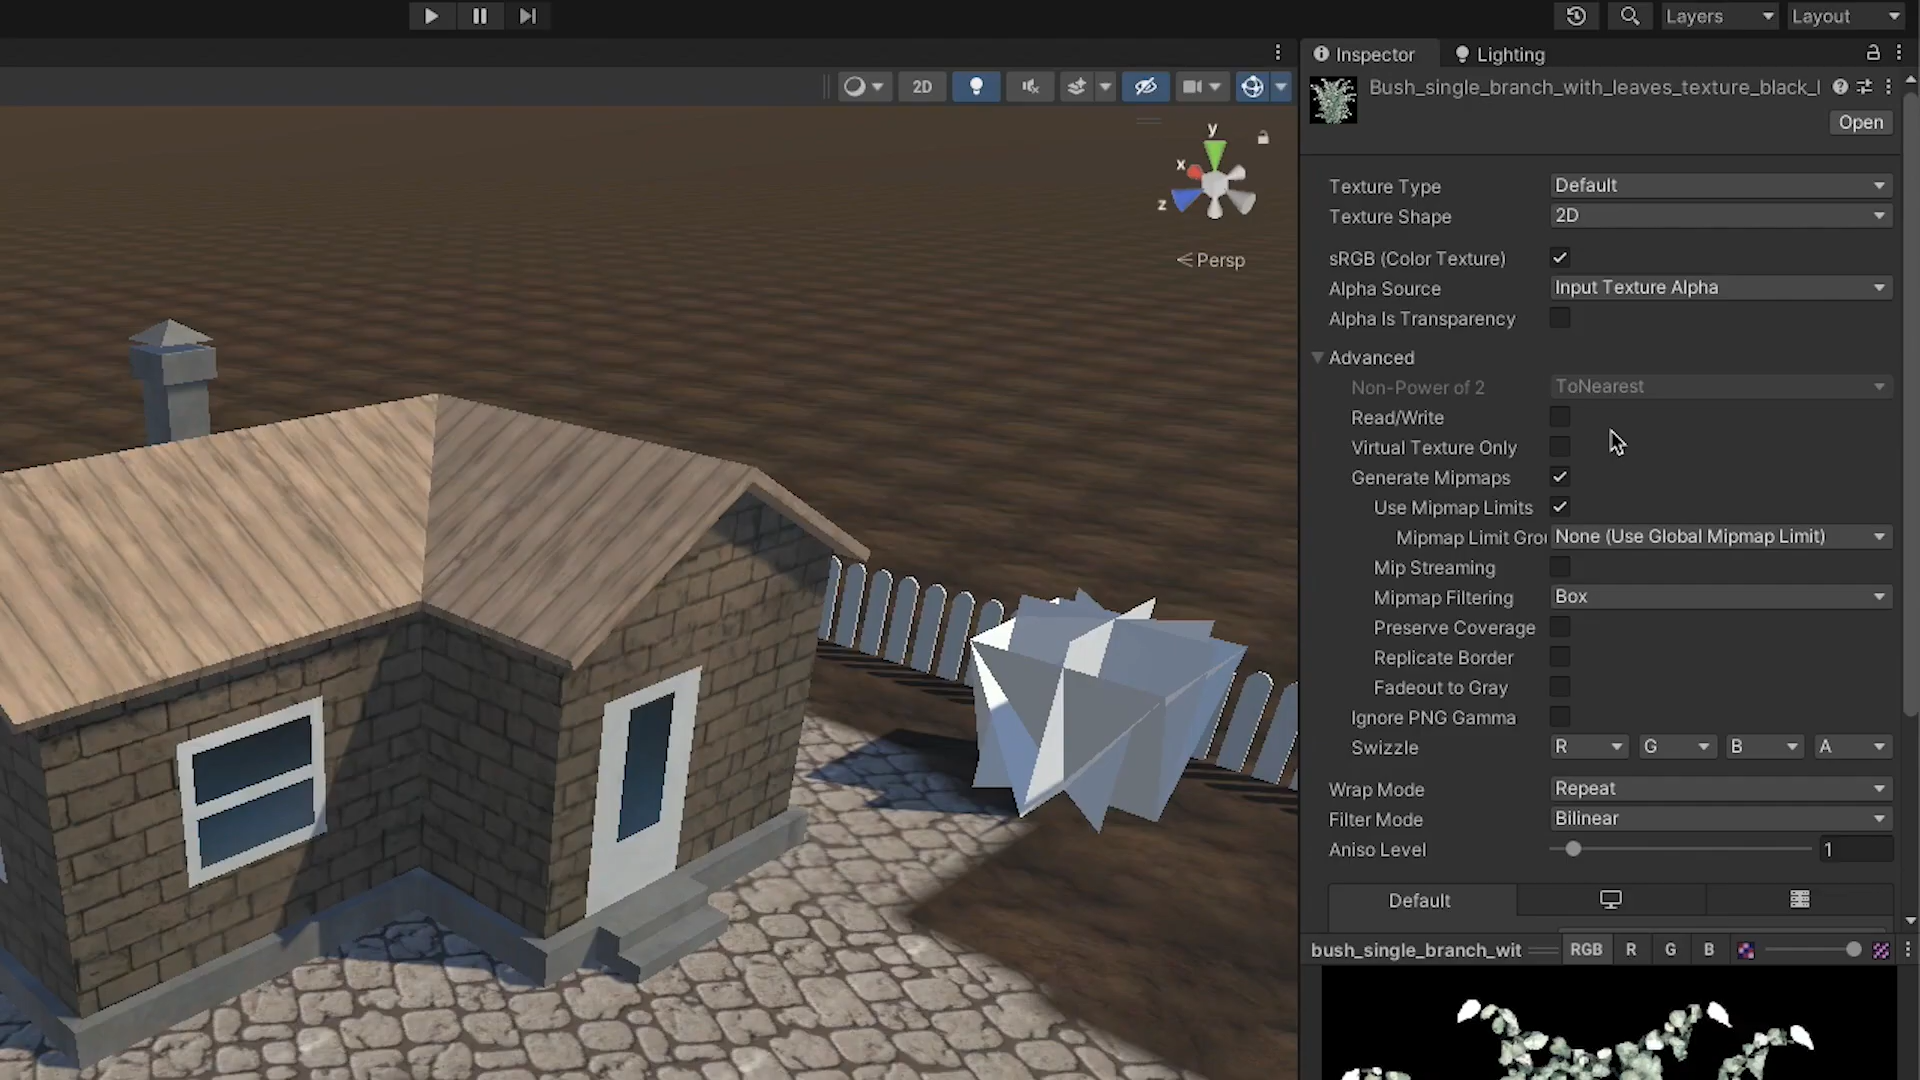 Layers
Layout
Inspector
Lighting
2D
Bush_single_branch_with_leaves_texture_black_l
Open
y
x
z
Persp
Texture Type Default
Texture Shape 2D
sRGB (Color Texture)
Alpha Source Input Texture Alpha
Alpha Is Transparency
Advanced
Non-Power of 2 ToNearest
Read/Write
Virtual Texture Only
Generate Mipmaps
Use Mipmap Limits
Mipmap Limit Gro None (Use Global Mipmap Limit)
Mip Streaming
Mipmap Filtering Box
Preserve Coverage
Replicate Border
Fadeout to Gray
Ignore PNG Gamma
Swizzle R G B A
Wrap Mode Repeat
Filter Mode Bilinear
Aniso Level 1
Default
bush_single_branch_wit RGB R G B